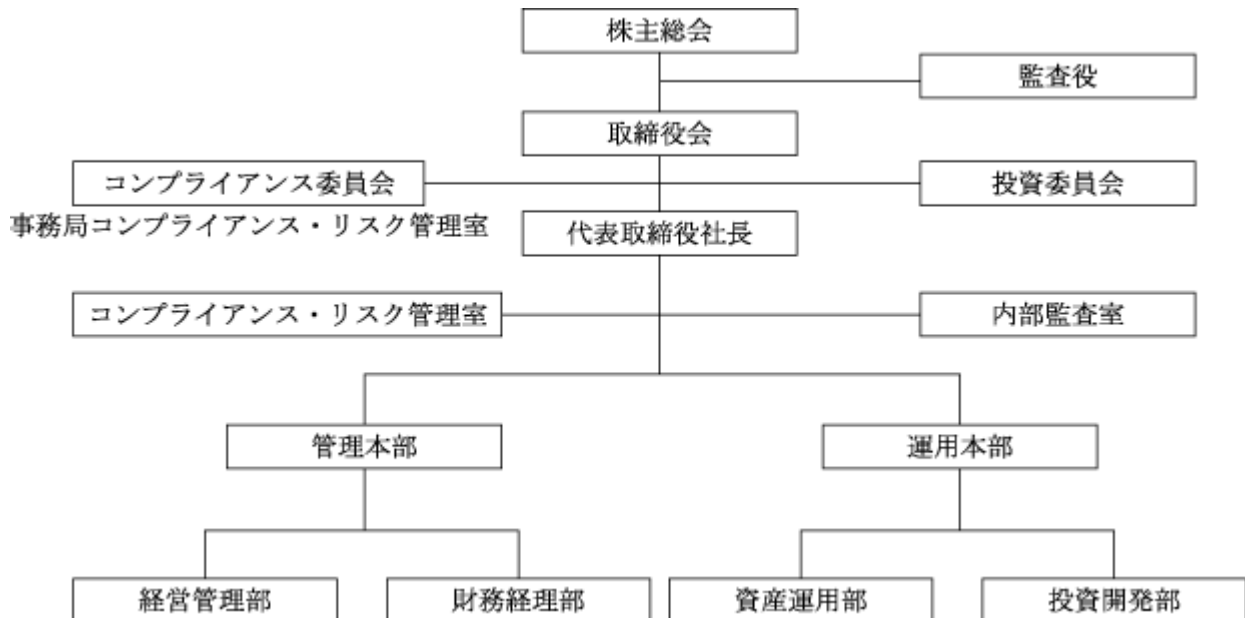 株主総会
監査役
取締役会
コンプライアンス委員会
投資委員会
事務局コンプライアンス・リスク管理室
代表取締役社長
コンプライアンス・リスク管理室
内部監査室
管理本部
運用本部
経営管理部
財務経理部
資産運用部
投資開発部